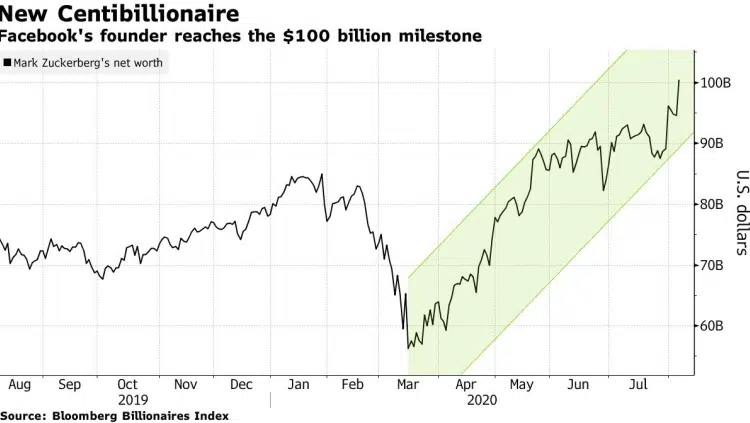 New Centibillionaire
Facebook's founder reaches the $100 billion milestone
Mark Zuckerberg's net worth
100B
90B
80B
70B
60B
U.S. dollars
Aug Sep Oct Nov Dec Jan Feb Mar Apr May Jun Jul
2019 2020
Source: Bloomberg Billionaires Index